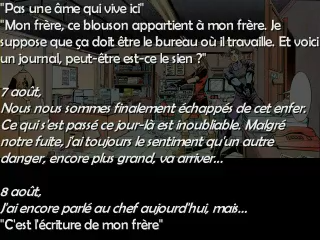 "Pas une âme qui vive ici"
"Mon frère, ce blouson appartient à mon frère. Je
suppose que ça doit être le bureau où il travaille. Et voici
un journal, peut-être est-ce le sien ?"
7 août,
Nous nous sommes finalement échappés de cet enfer.
Ce qui s'est passé ce jour-là est inoubliable. Malgré
notre fuite, j'ai toujours le sentiment qu'un autre
danger, encore plus grand, va arriver...
8 août,
J'ai encore parlé au chef aujourd'hui, mais...
"C'est l'écriture de mon frère"